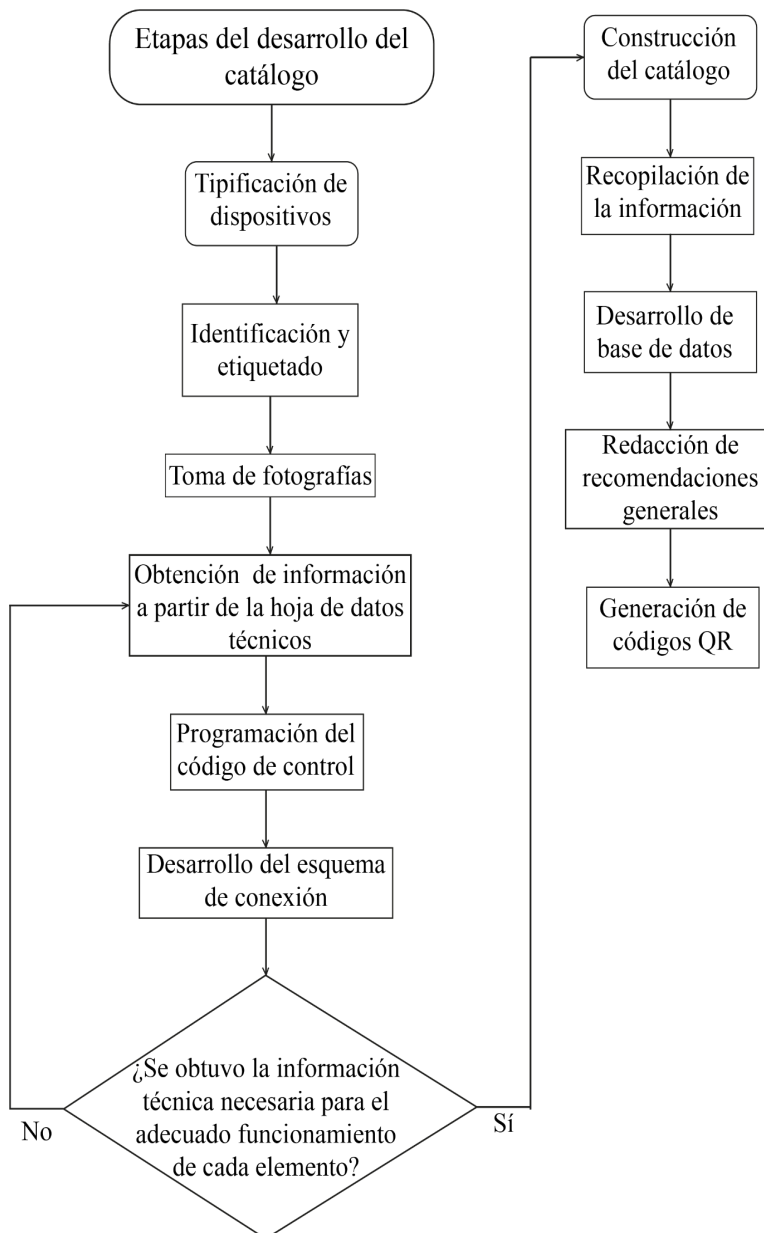 Etapas del desarrollo del
catálogo
Tipificación de
dispositivos
Identificación y
etiquetado
Toma de fotografías
Obtención de información
a partir de la hoja de datos
técnicos
Programación del
código de control
Desarrollo del esquema
de conexión
¿Se obtuvo la información
técnica necesaria para el
adecuado funcionamiento
de cada elemento?
No
Sí
Construcción
del catálogo
Recopilación de
la información
Desarrollo de
base de datos
Redacción de
recomendaciones
generales
Generación de
códigos QR